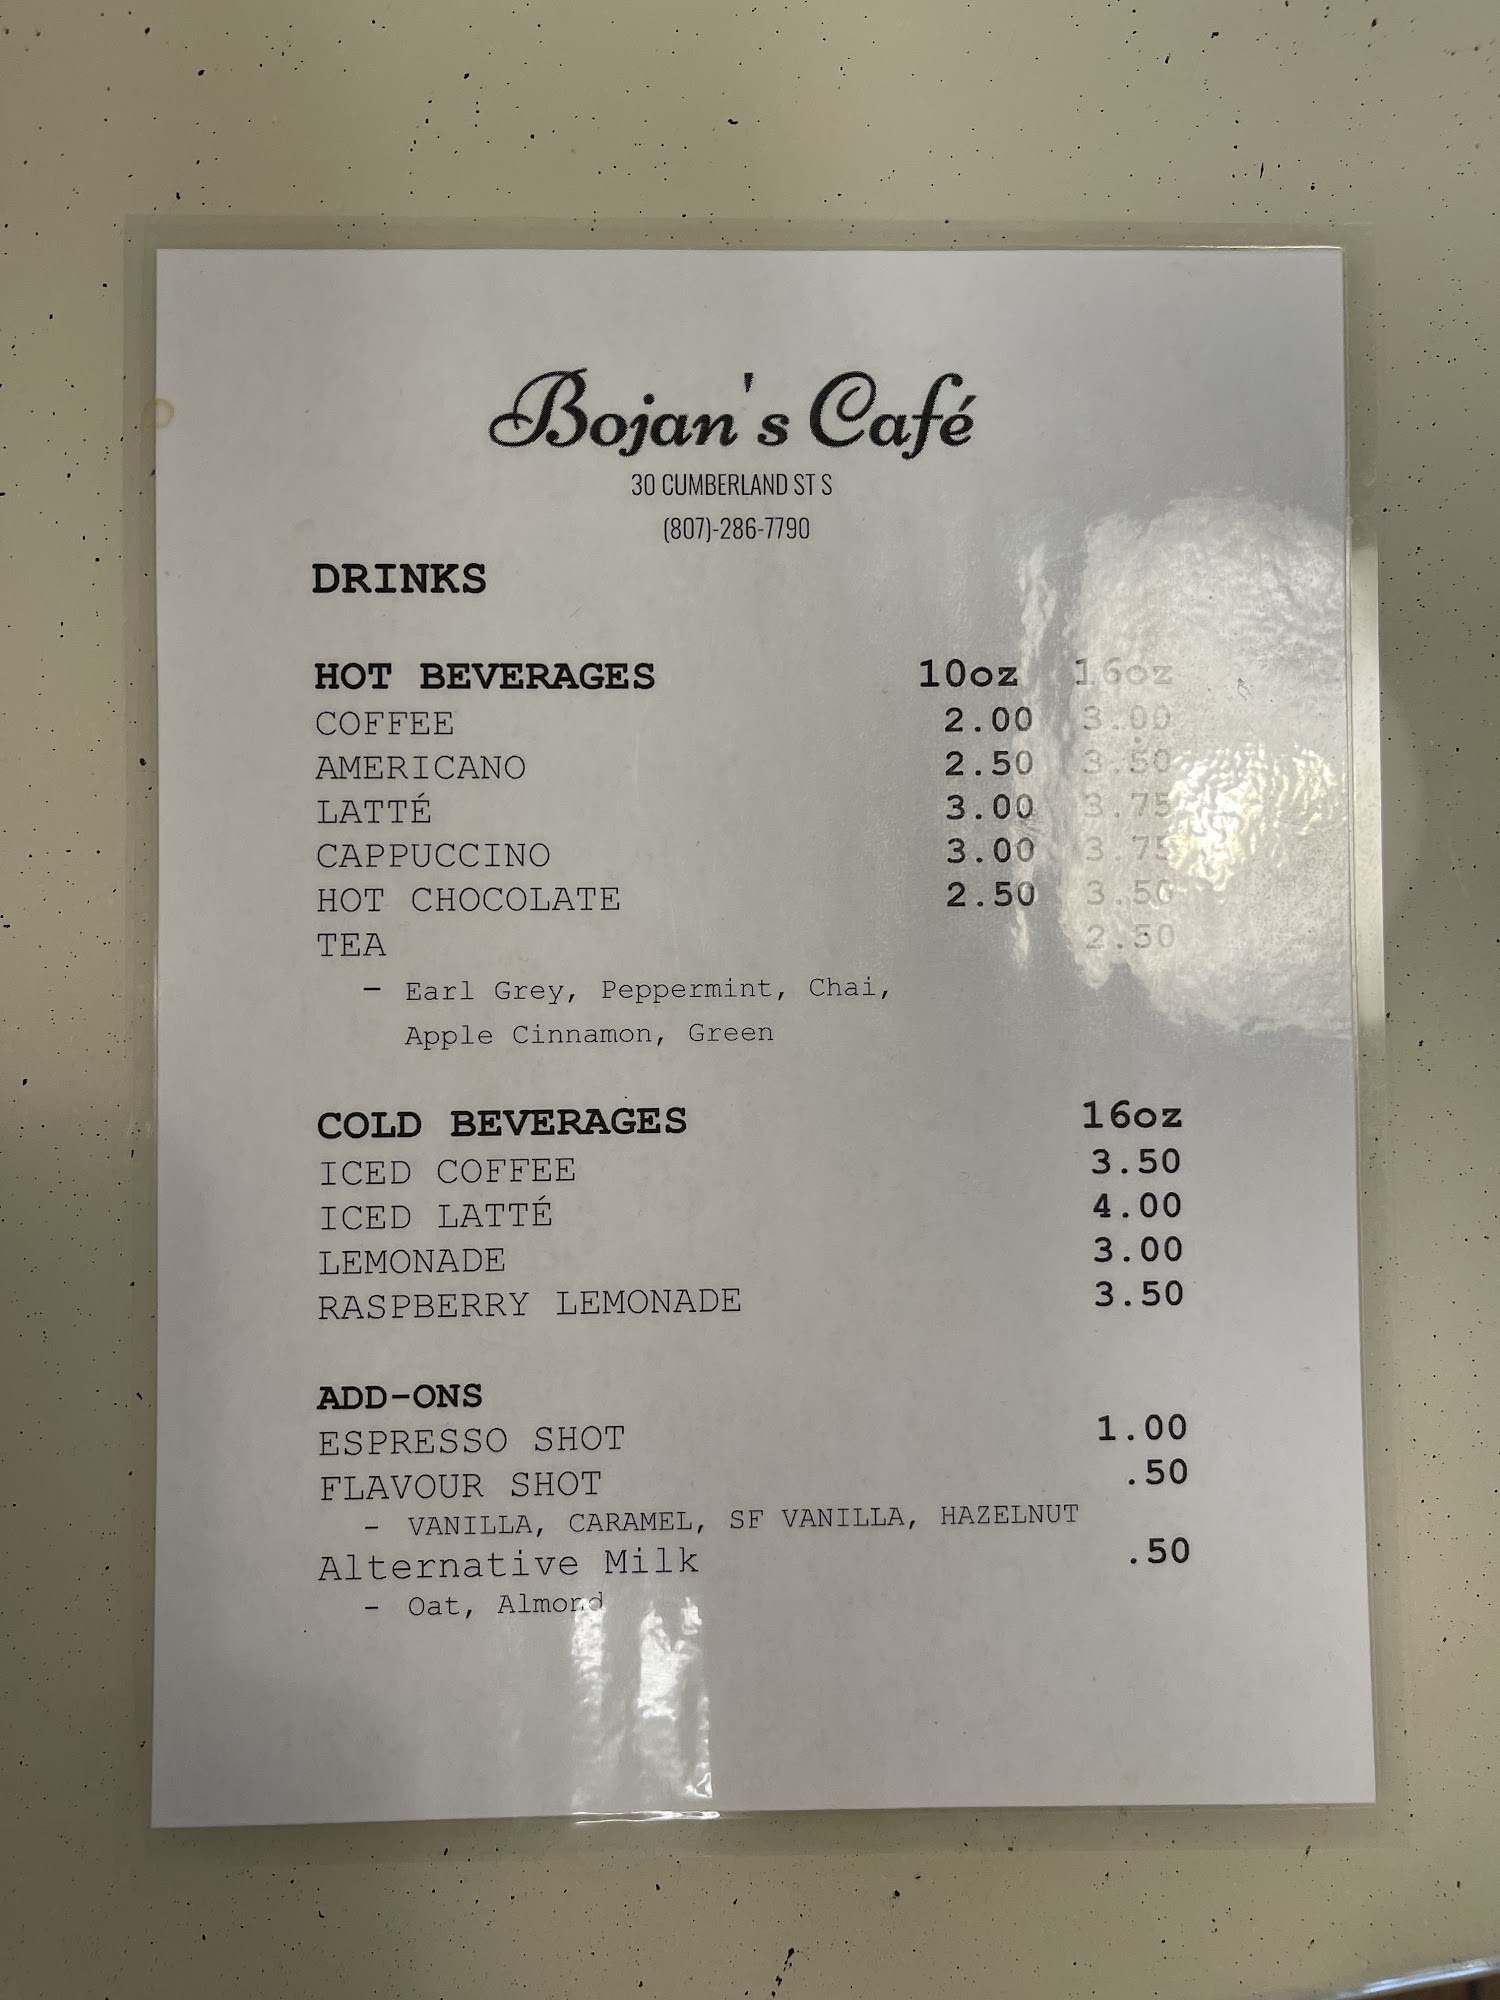 Bojan's Café
30 CUMBERLAND ST S
(807)-286-7790
DRINKS
HOT BEVERAGES 10oz 16oz
COFFEE 2.00 3.00
AMERICANO 2.50 3.50
LATTÉ 3.00 3.75
CAPPUCCINO 3.00 3.75
HOT CHOCOLATE 2.50 3.50
TEA 2.50
- Earl Grey, Peppermint, Chai,
Apple Cinnamon, Green
COLD BEVERAGES 16oz
ICED COFFEE 3.50
ICED LATTÉ 4.00
LEMONADE 3.00
RASPBERRY LEMONADE 3.50
ADD-ONS
ESPRESSO SHOT 1.00
FLAVOUR SHOT .50
- VANILLA, CARAMEL, SF VANILLA, HAZELNUT
Alternative Milk .50
- Oat, Almond